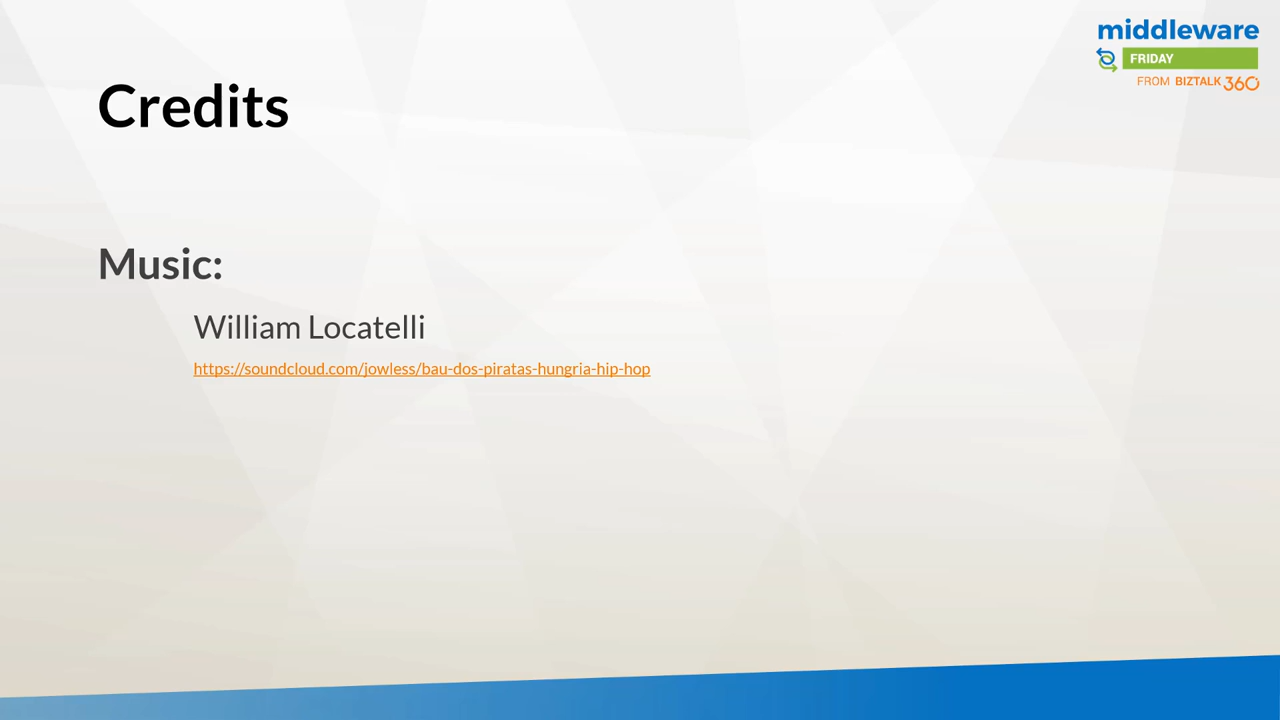 middleware
FRIDAY
FROM BIZTALK 360
Credits
Music:
William Locatelli
https://soundcloud.com/jowless/bau-dos-piratas-hungria-hip-hop